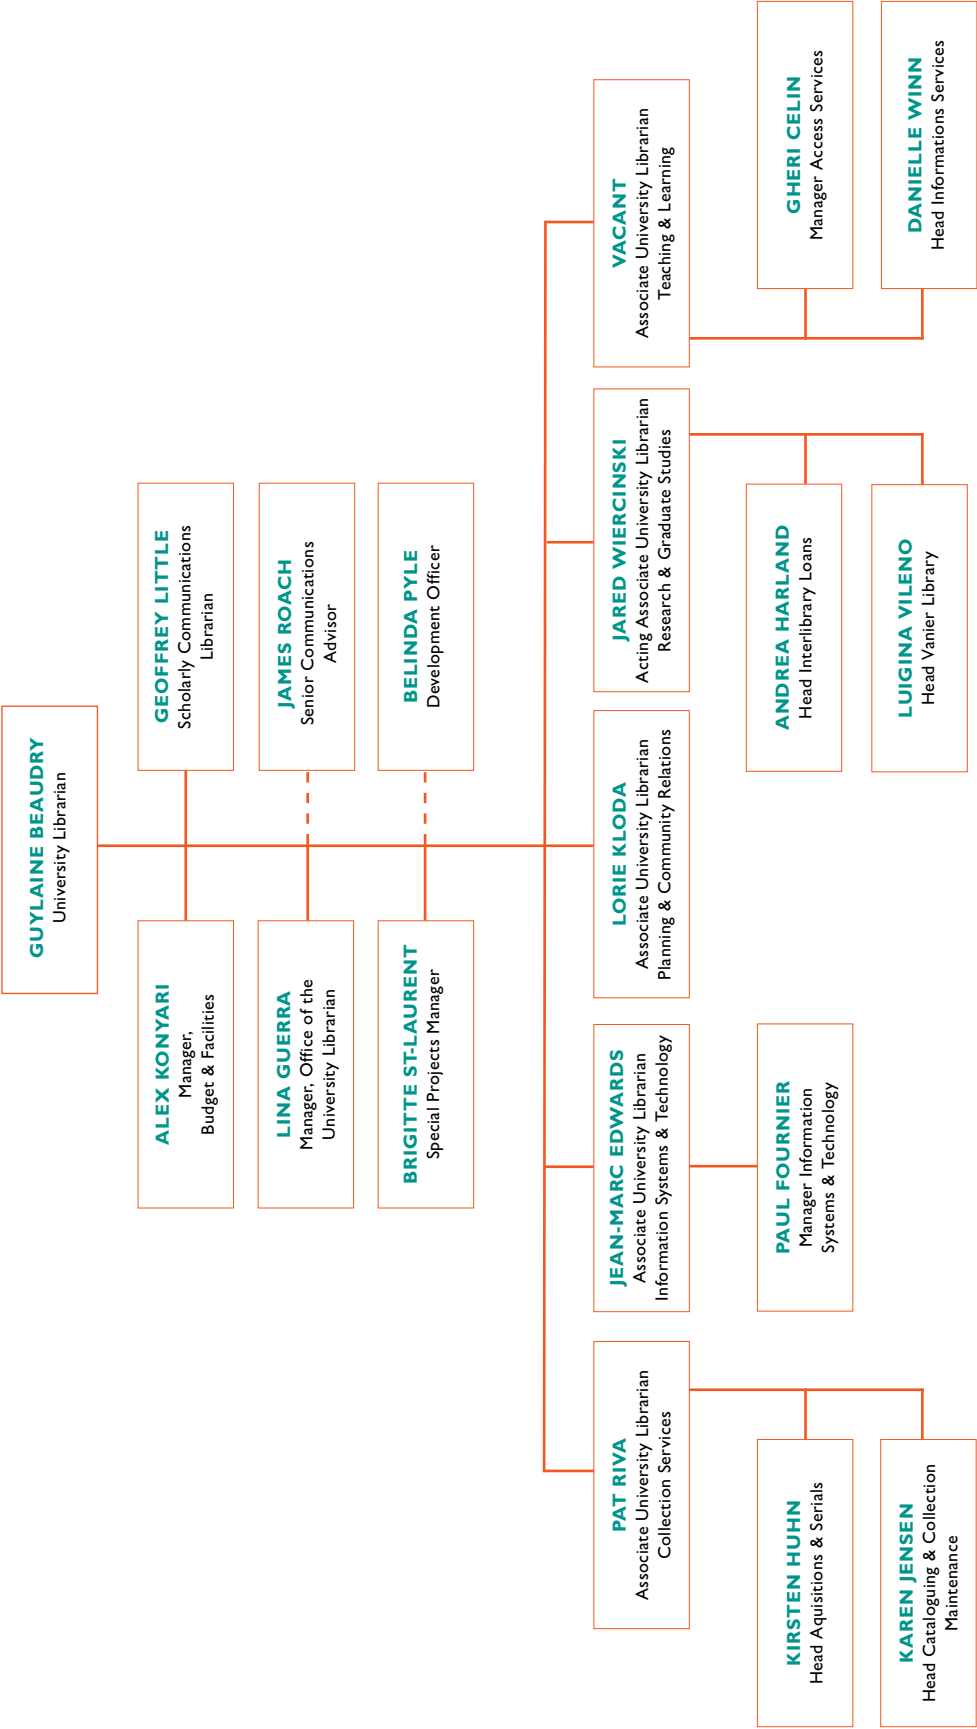 GUYLAINE BEAUDRY
University Librarian
ALEX KONYARI
Manager,
Budget & Facilities
GEOFFREY LITTLE
Scholarly Communications
Librarian
LINA GUERRA
Manager, Office of the
University Librarian
JAMES ROACH
Senior Communications
Advisor
BRIGITTE ST-LAURENT
Special Projects Manager
BELINDA PYLE
Development Officer
PAT RIVA
Associate University Librarian
Collection Services
JEAN-MARC EDWARDS
Associate University Librarian
Information Systems & Technology
LORIE KLODA
Associate University Librarian
Planning & Community Relations
JARED WIERCINSKI
Acting Associate University Librarian
Research & Graduate Studies
VACANT
Associate University Librarian
Teaching & Learning
KIRSTEN HUHN
Head Aquisitions & Serials
PAUL FOURNIER
Manager Information
Systems & Technology
ANDREA HARLAND
Head Interlibrary Loans
GHERI CELIN
Manager Access Services
KAREN JENSEN
Head Cataloguing & Collection
Maintenance
LUIGINA VILENO
Head Vanier Library
DANIELLE WINN
Head Informations Services